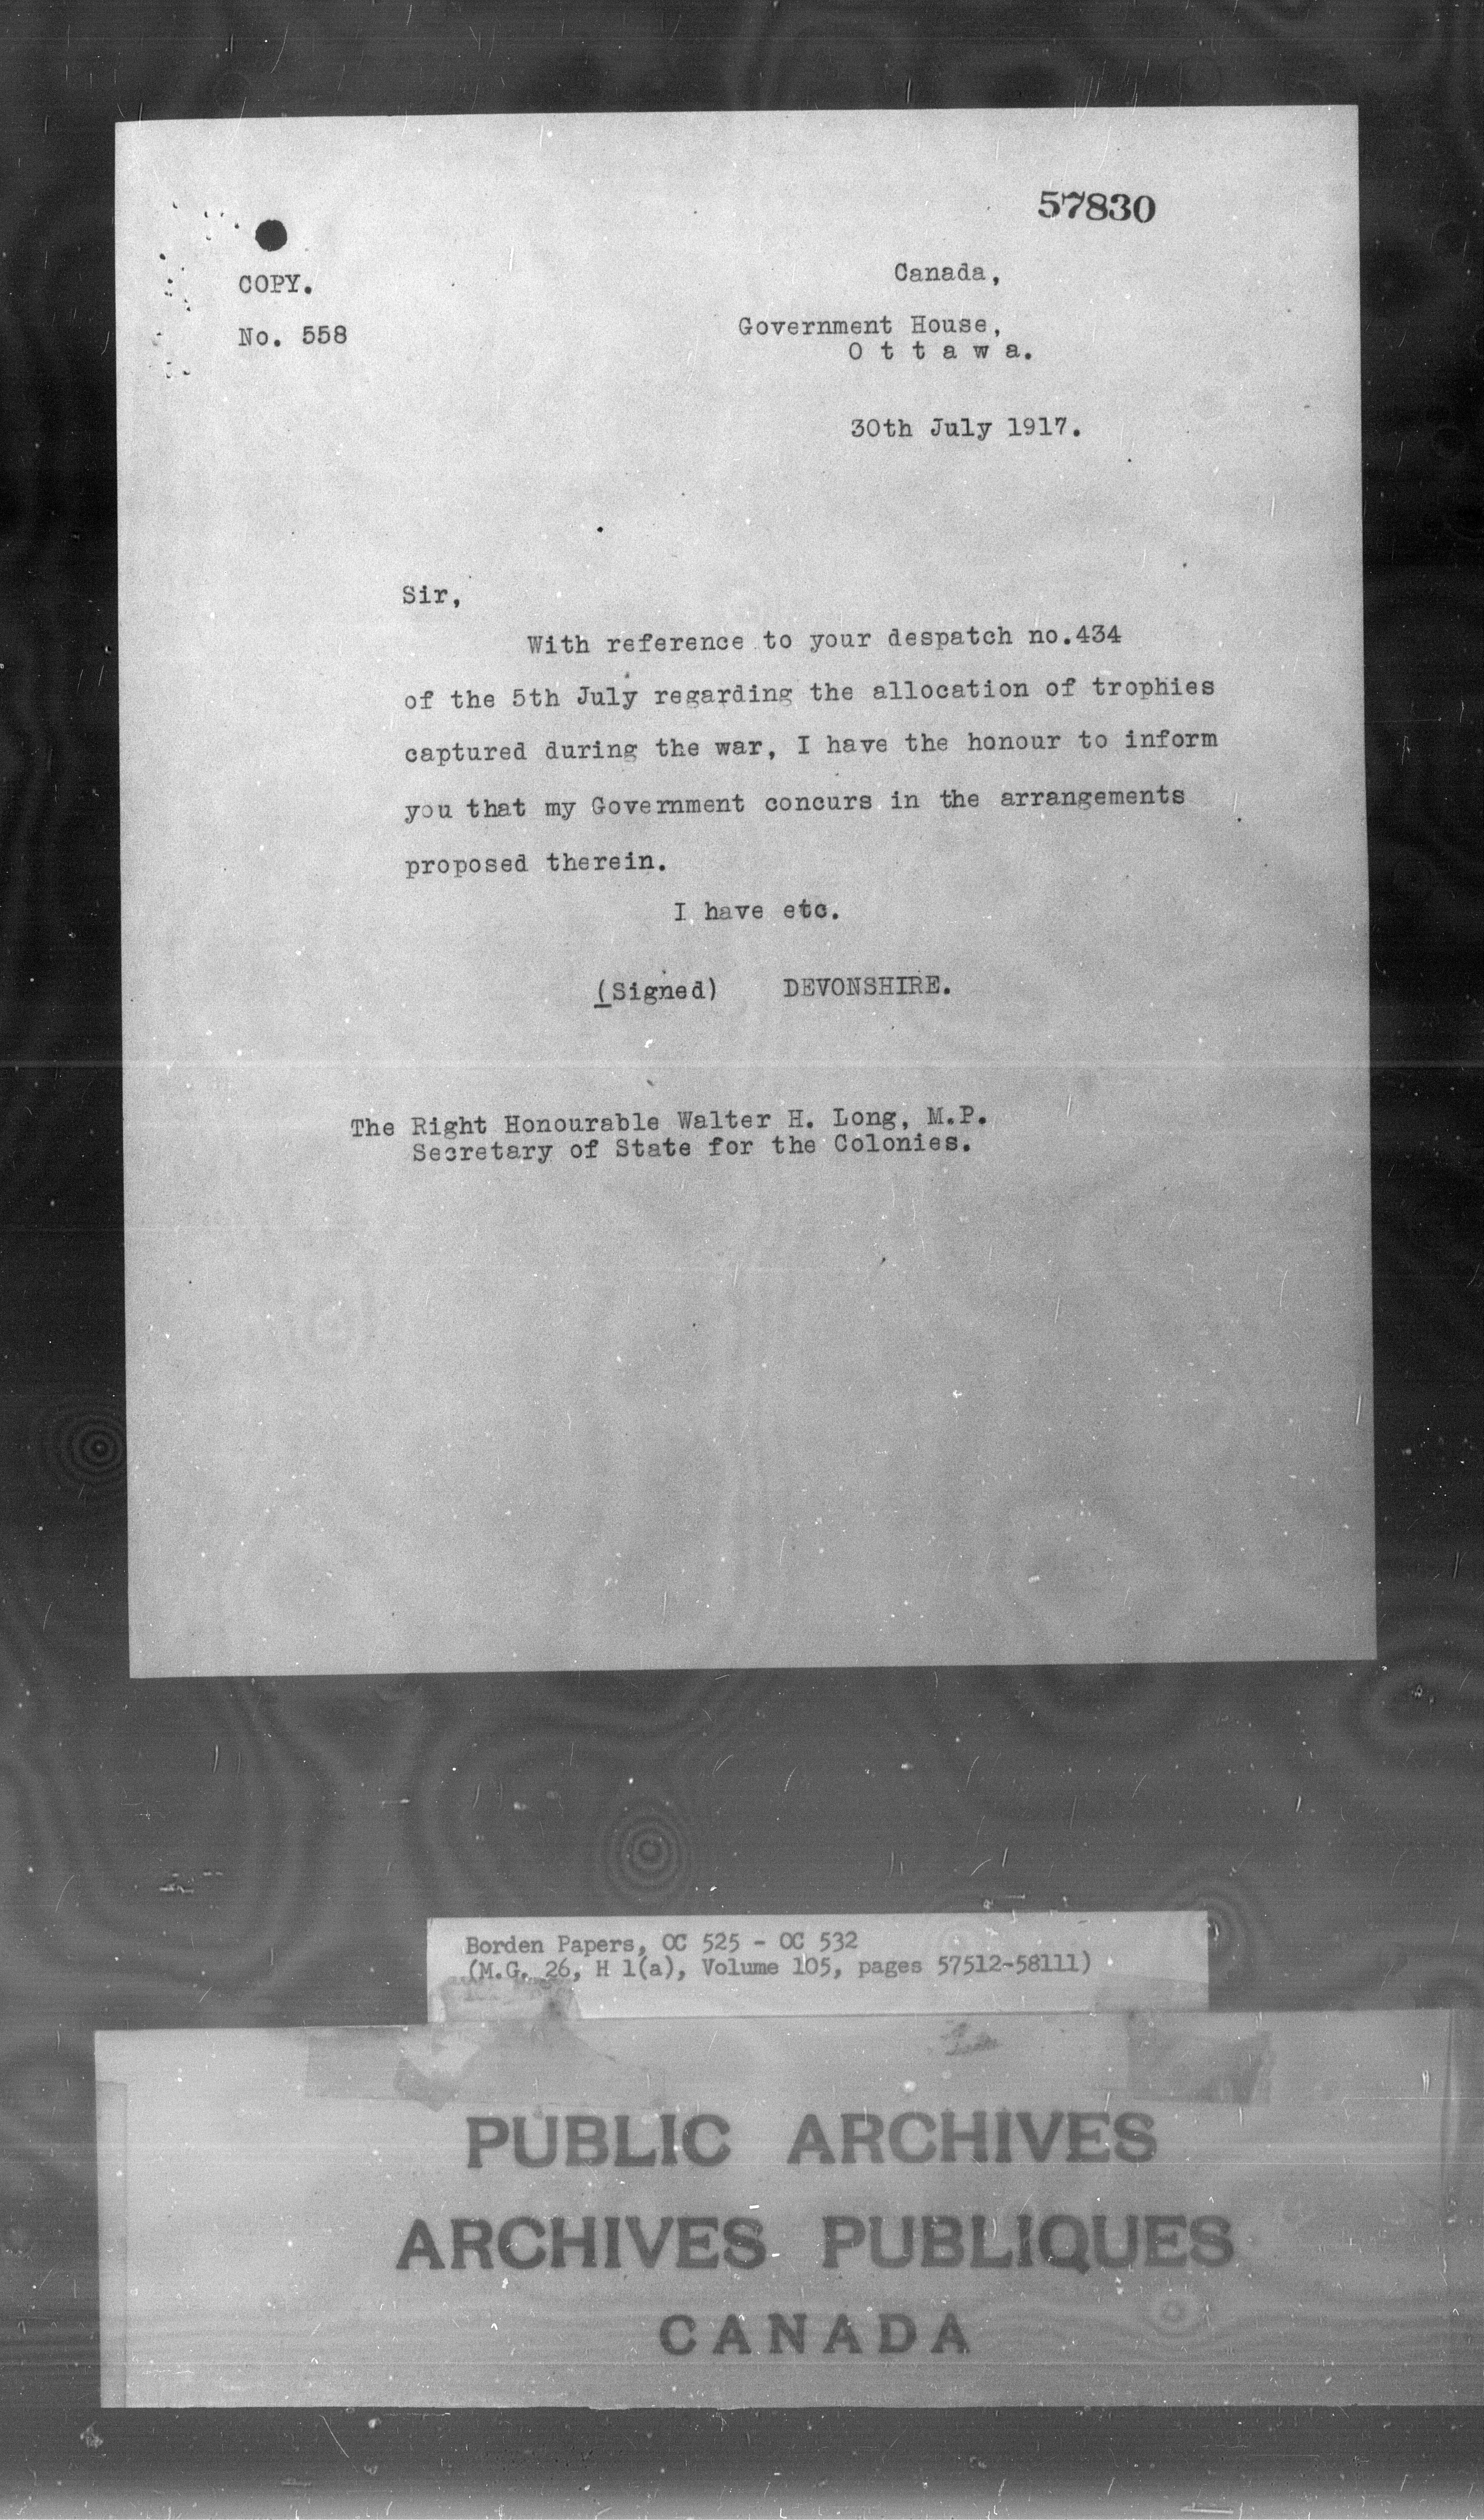 57830
COPY.
No. 558
Canada,
Government House,
O t t a w a.
30th July 1917.
Sir,
With reference to your despatch no.434
of the 5th July regarding the allocation of trophies
captured during the war, I have the honour to inform
you that my Government concurs in the arrangements
proposed therein.
I have etc.
(Signed) DEVONSHIRE.
The Right Honourable Walter H. Long, M.P.
Secretary of State for the Colonies.
Borden Papers, OC 525 - OC 532
(M.G. 26, H 1(a), Volume 105, pages 57512-58111)
PUBLIC ARCHIVES
ARCHIVES PUBLIQUES
CANADA